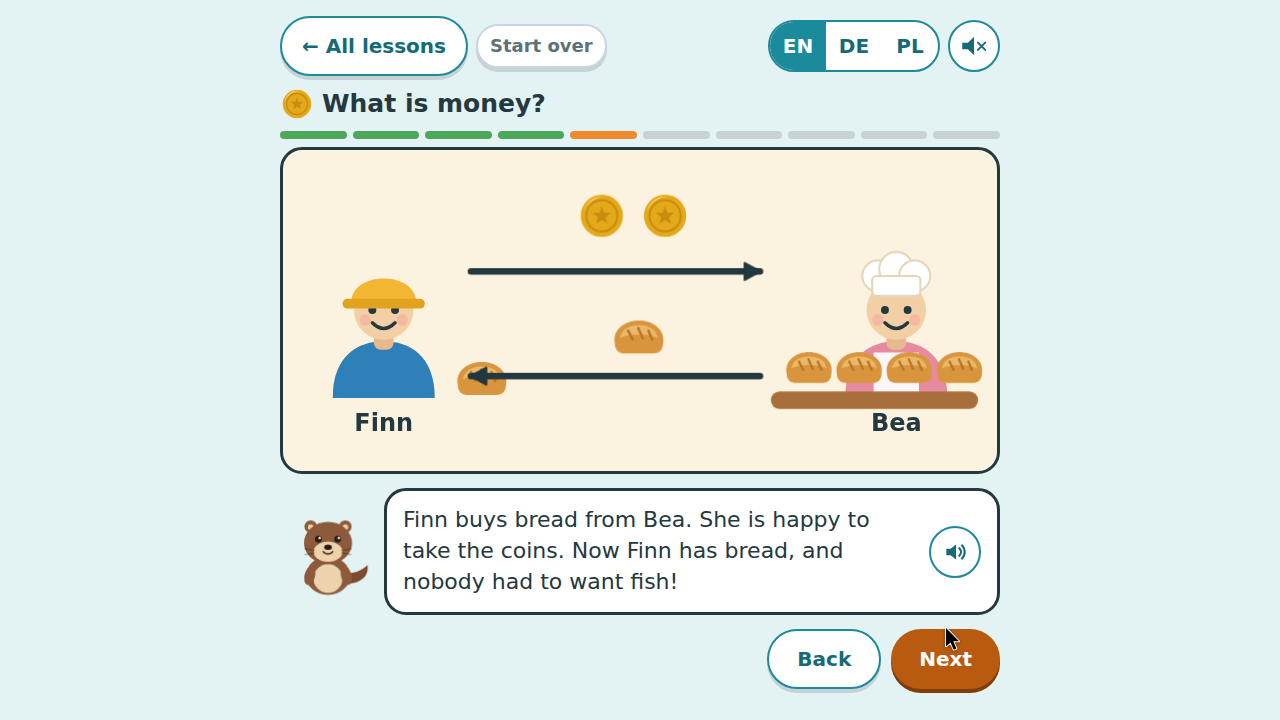 ← All lessons
Start over
EN DE PL
What is money?
Finn
Bea
Finn buys bread from Bea. She is happy to
take the coins. Now Finn has bread, and
nobody had to want fish!
Back
Next